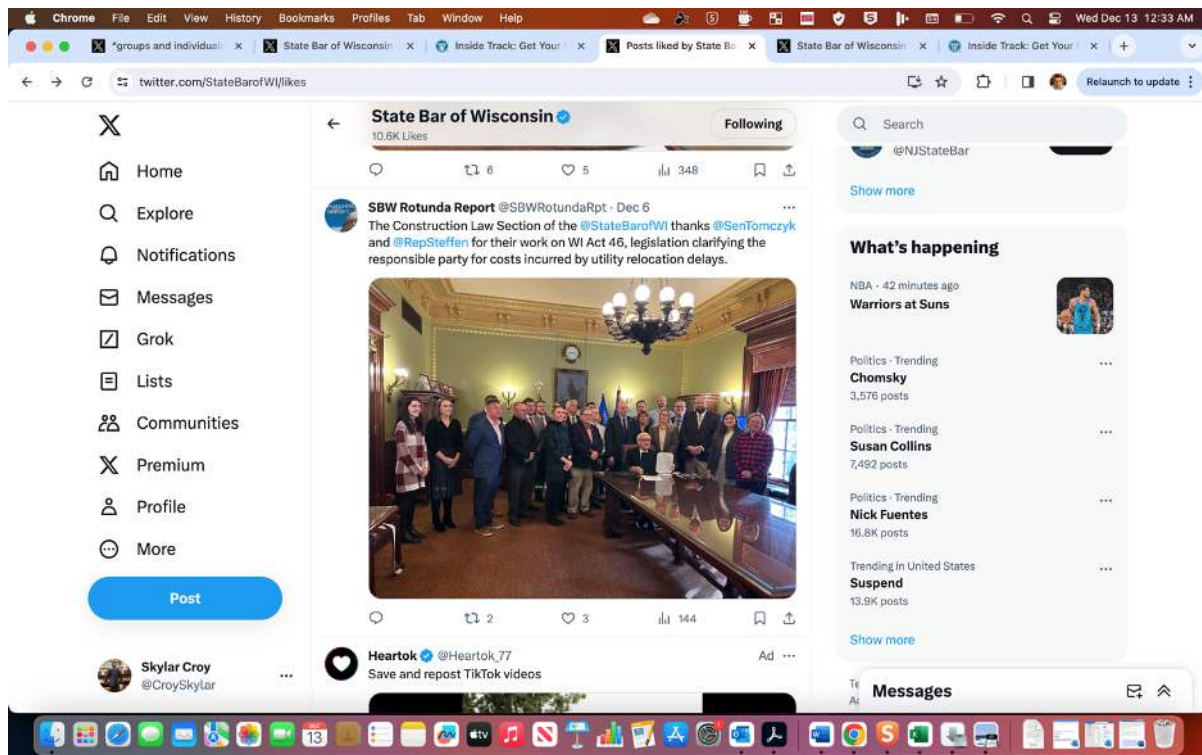 Chrome File Edit View History Bookmarks Profiles Tab Window Help
Wed Dec 13 12:33 AM
State Bar of Wisconsin
Inside Track: Get Your
Posts liked by State Ba
State Bar of Wisconsin
Inside Track: Get Your
twitter.com/StateBarofWI/likes
Relaunch to update
Home
Explore
Notifications
Messages
Grok
Lists
Communities
Premium
Profile
More
Post
Skylar Croy
@CroySkylar
State Bar of Wisconsin
10.6K Likes
Following
6 5 348
SBW Rotunda Report @SBWRotundaRpt · Dec 6
The Construction Law Section of the @StateBarofWI thanks @SenTomczyk
and @RepSteffen for their work on WI Act 46, legislation clarifying the
responsible party for costs incurred by utility relocation delays.
2 3 144
Heartok @Heartok_77 Ad
Save and repost TikTok videos
Search
@NJStateBar
Show more
What's happening
NBA · 42 minutes ago
Warriors at Suns
Politics · Trending
Chomsky
3,576 posts
Politics · Trending
Susan Collins
7,492 posts
Politics · Trending
Nick Fuentes
16.8K posts
Trending in United States
Suspend
13.9K posts
Show more
Messages
DEC
13
tv